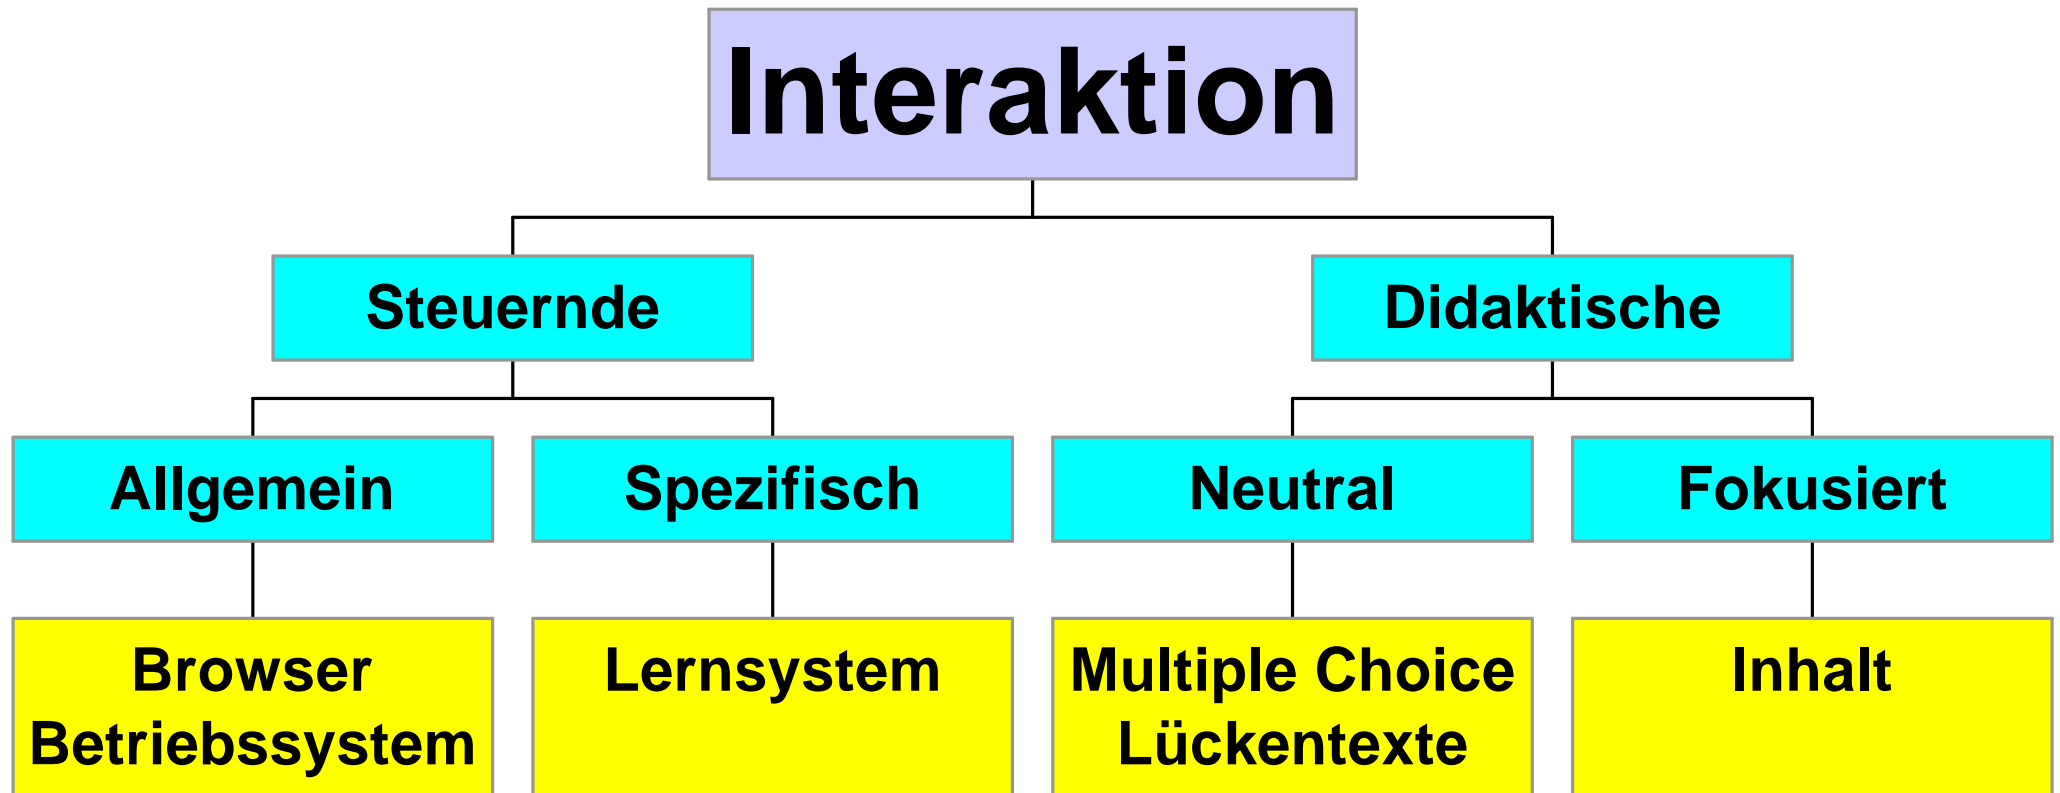 Interaktion
Steuernde
Didaktische
Allgemein
Spezifisch
Neutral
Fokusiert
Browser
Betriebssystem
Lernsystem
Multiple Choice
Lückentexte
Inhalt